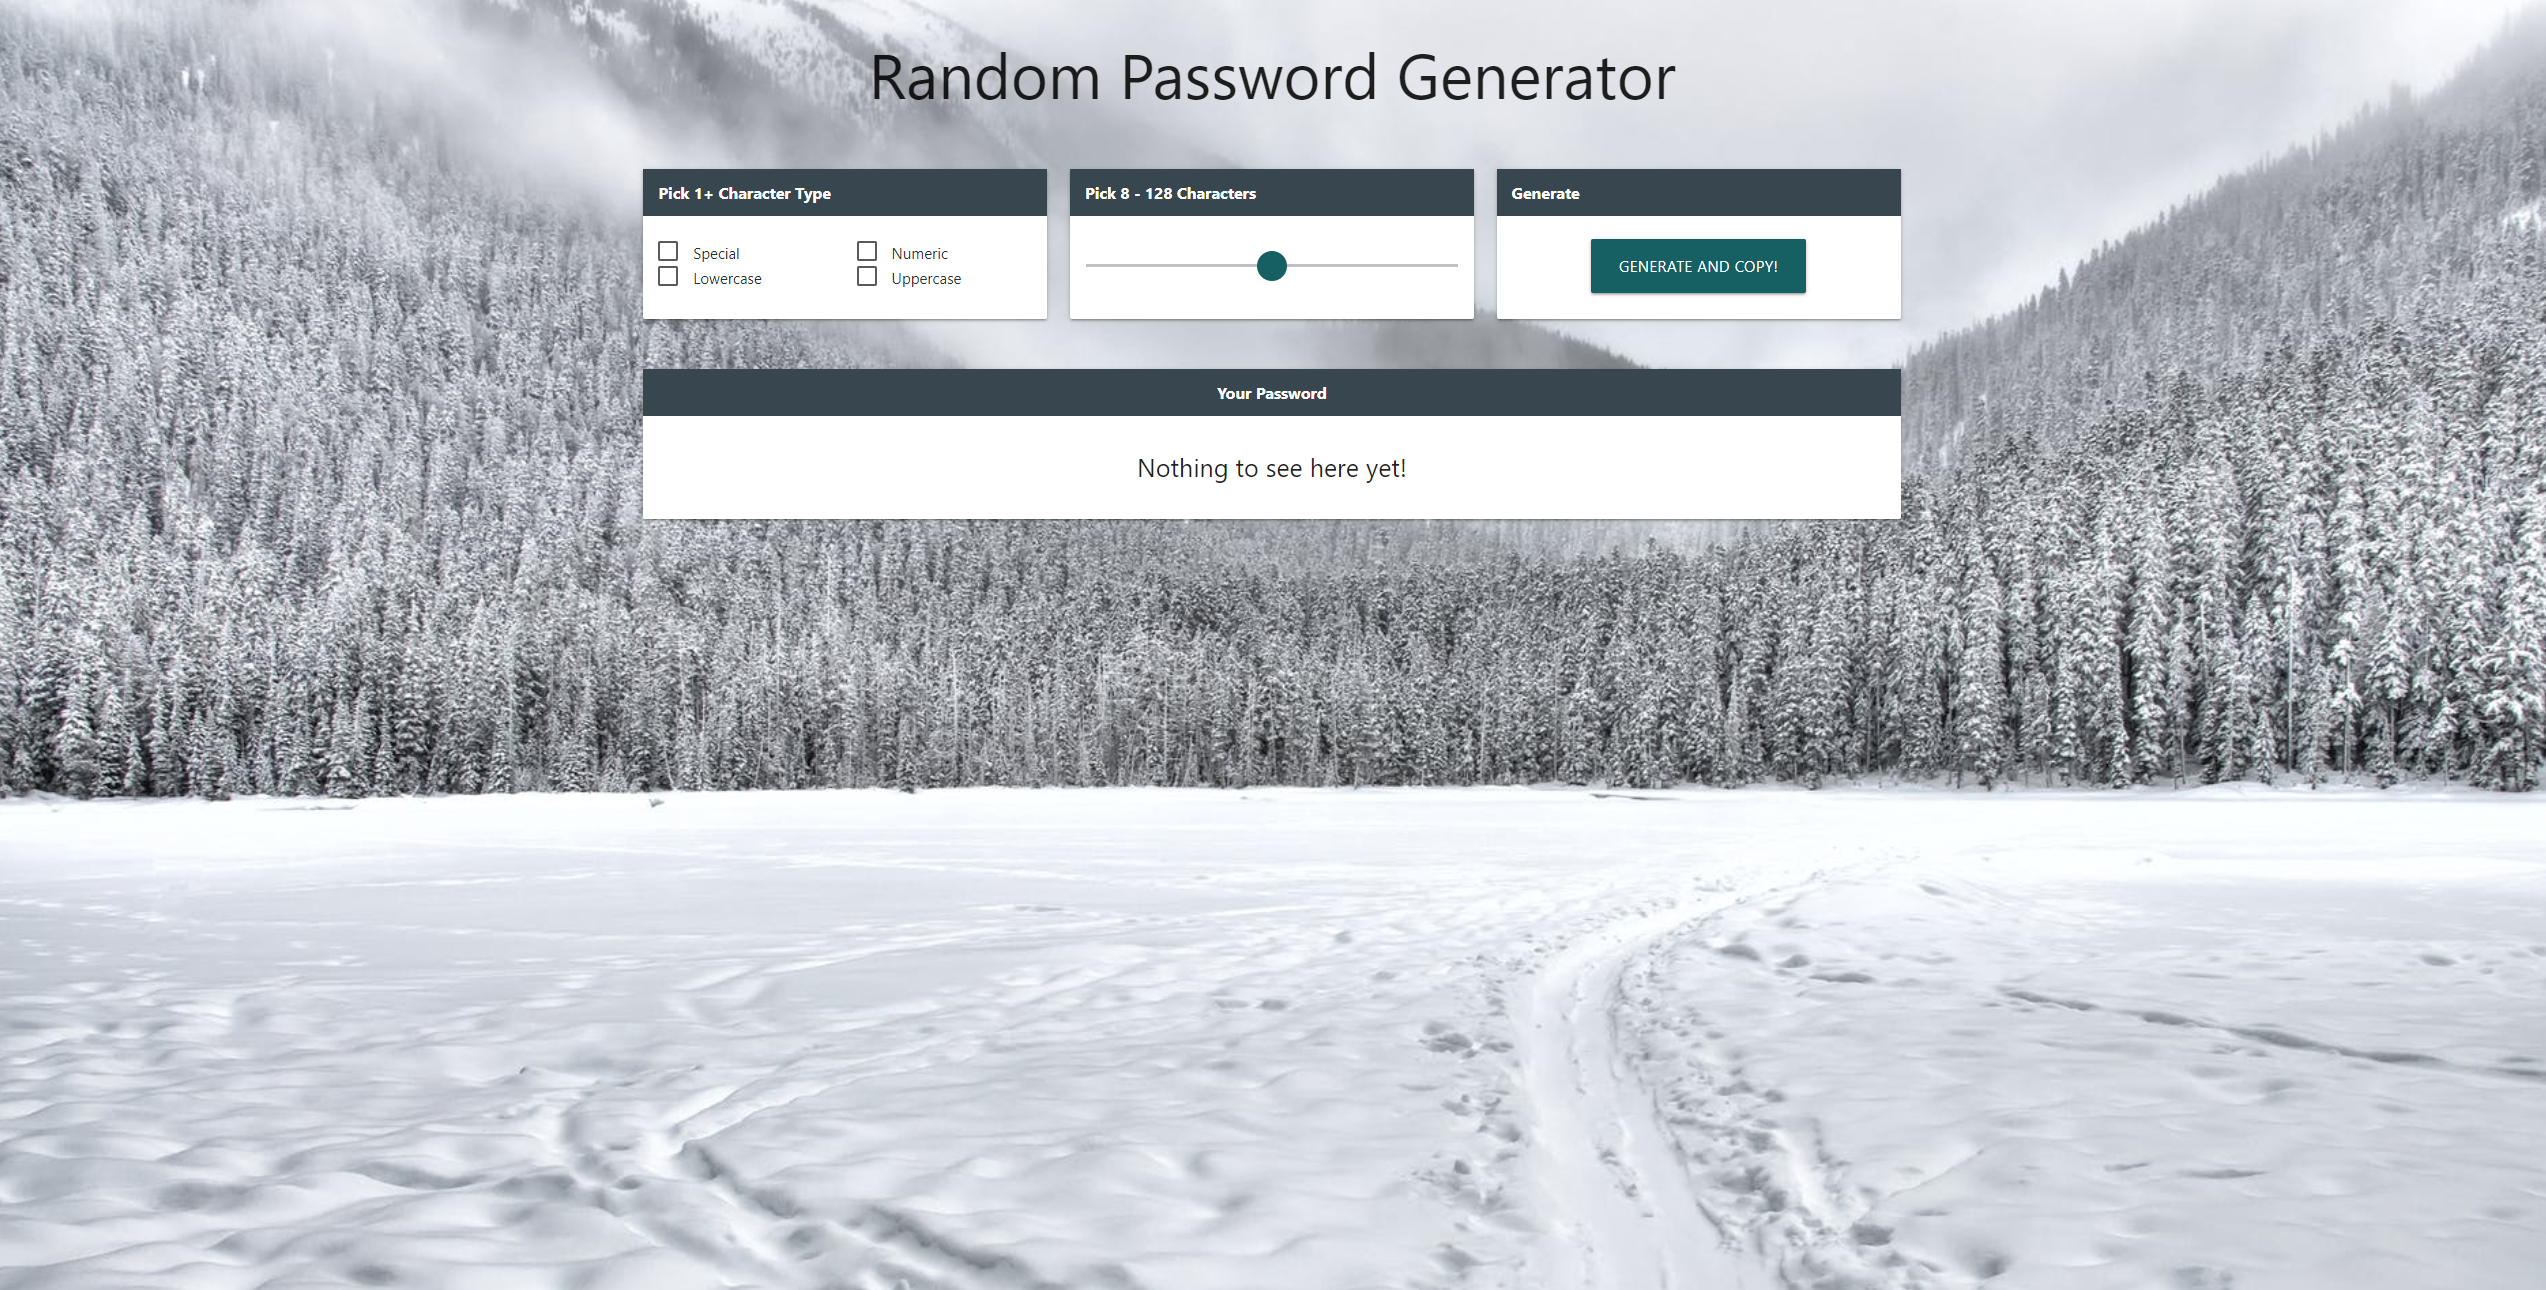 Random Password Generator
Pick 1+ Character Type
Special
Numeric
Lowercase
Uppercase
Pick 8 - 128 Characters
Generate
GENERATE AND COPY!
Your Password
Nothing to see here yet!